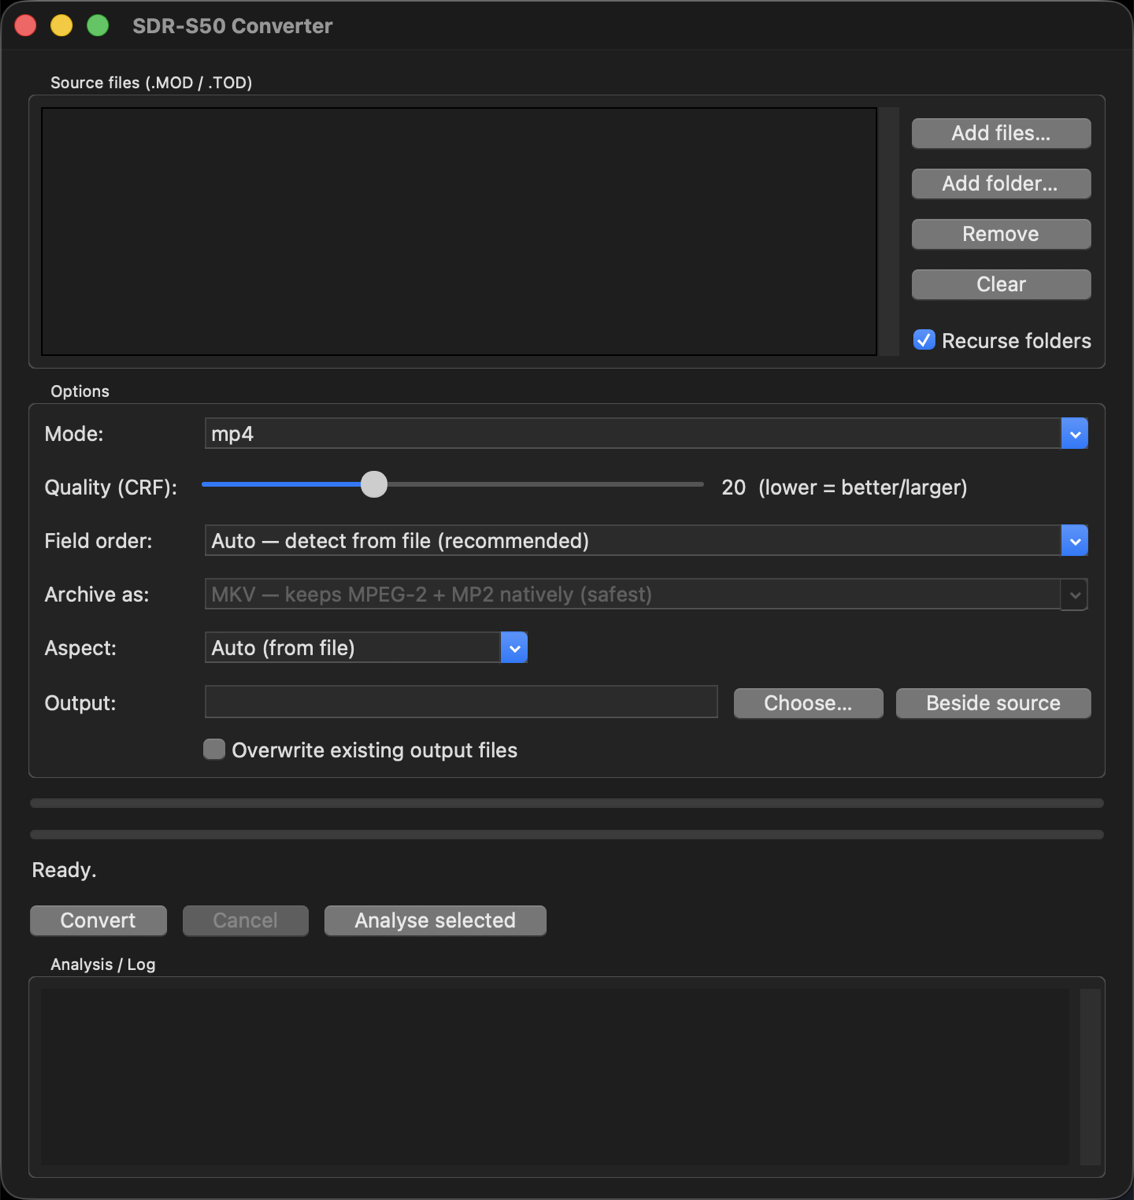 SDR-S50 Converter
Source files (.MOD / .TOD)
Add files...
Add folder...
Remove
Clear
Recurse folders
Options
Mode: mp4
Quality (CRF): 20 (lower = better/larger)
Field order: Auto — detect from file (recommended)
Archive as: MKV — keeps MPEG-2 + MP2 natively (safest)
Aspect: Auto (from file)
Output: Choose... Beside source
Overwrite existing output files
Ready.
Convert Cancel Analyse selected
Analysis / Log